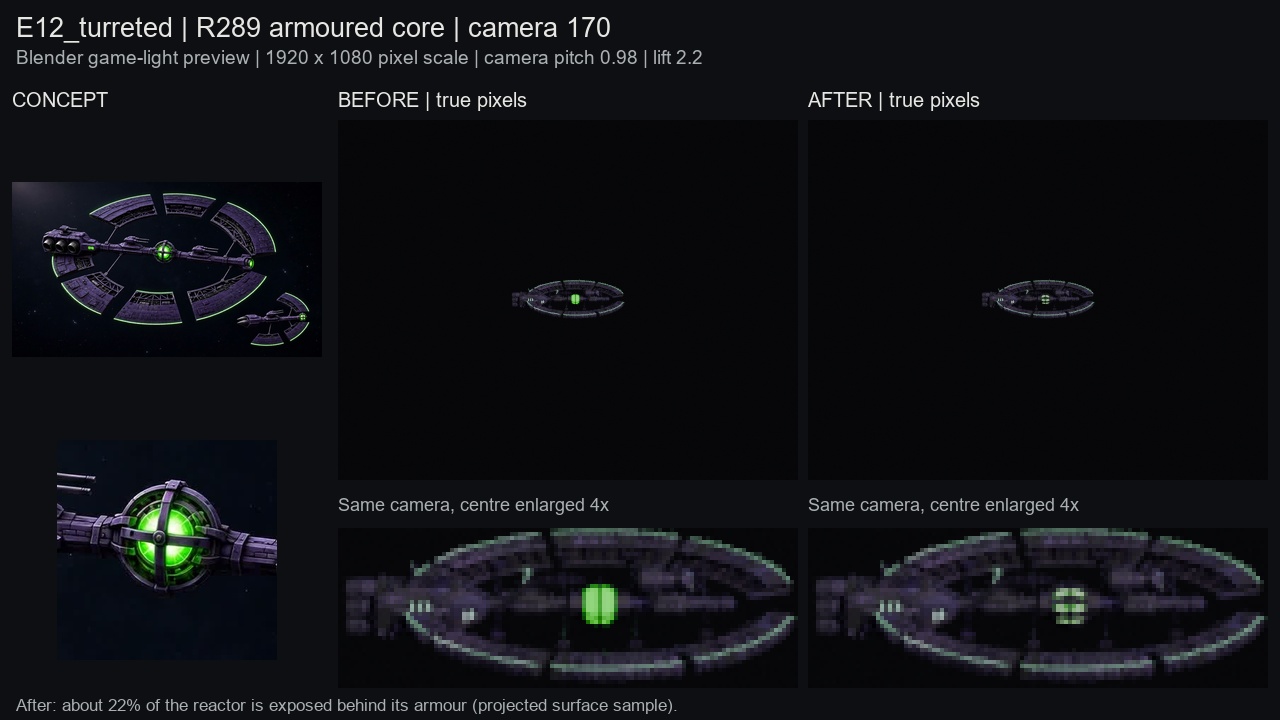 E12_turreted | R289 armoured core | camera 170
Blender game-light preview | 1920 x 1080 pixel scale | camera pitch 0.98 | lift 2.2
CONCEPT
BEFORE | true pixels
AFTER | true pixels
Same camera, centre enlarged 4x
Same camera, centre enlarged 4x
After: about 22% of the reactor is exposed behind its armour (projected surface sample).